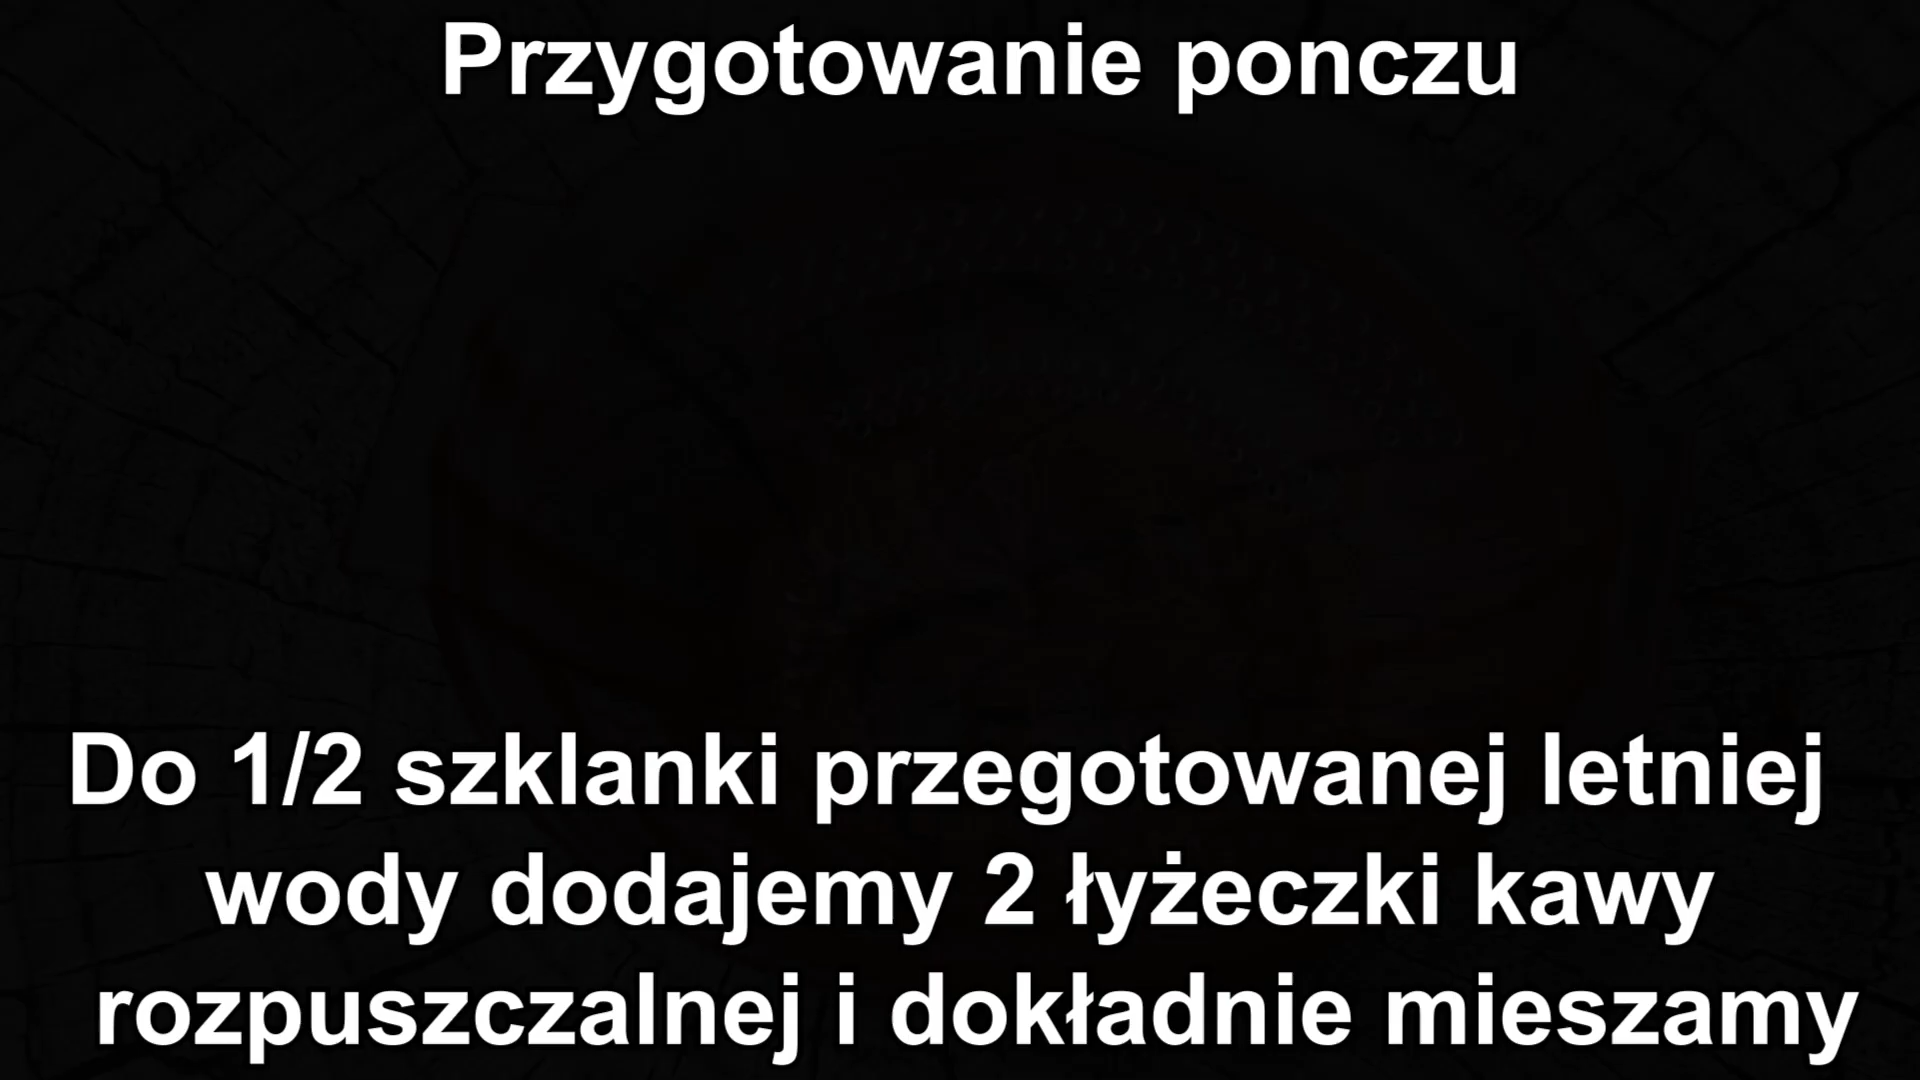 Przygotowanie ponczu
Do 1/2 szklanki przegotowanej letniej
wody dodajemy 2 łyżeczki kawy
rozpuszczalnej i dokładnie mieszamy